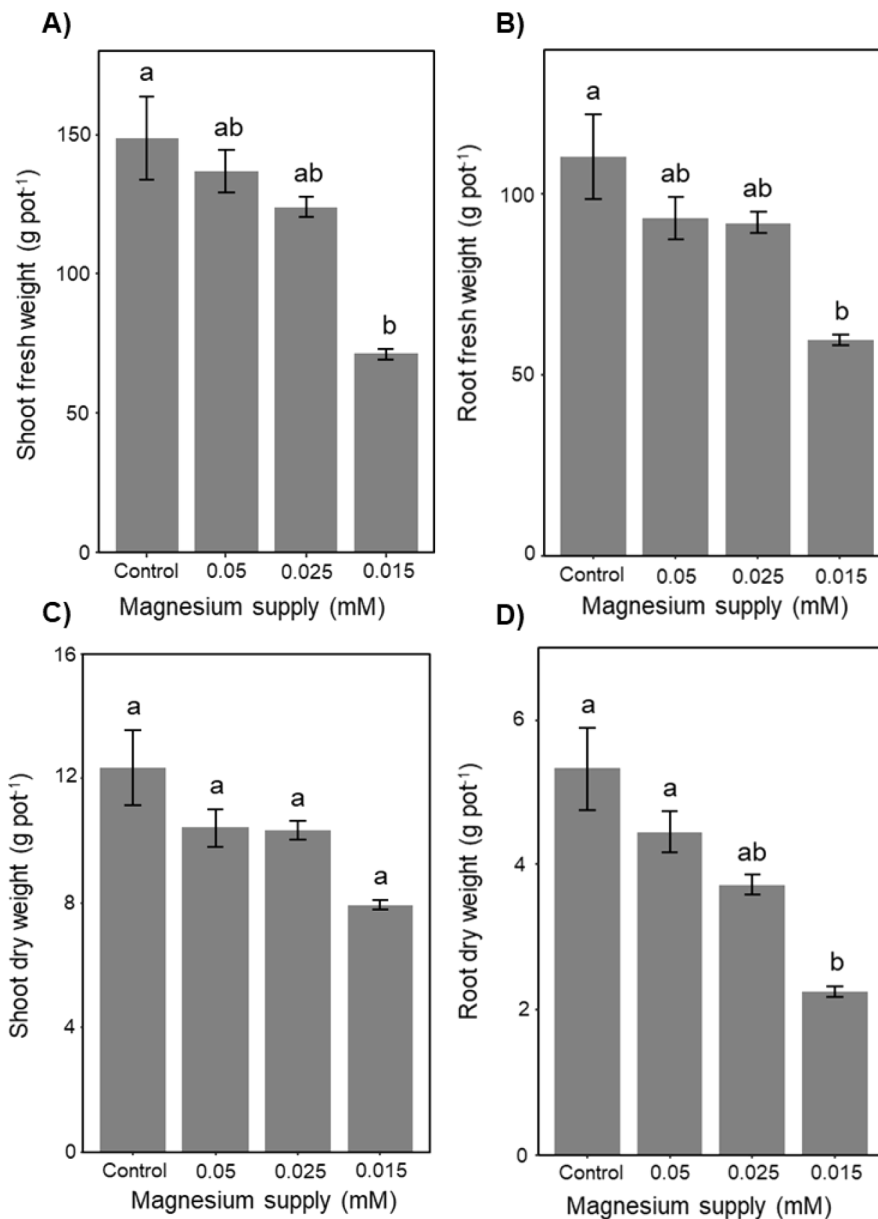 A)
Shoot fresh weight (g pot⁻¹)
150
100
50
0
a
ab
ab
b
Control 0.05 0.025 0.015
Magnesium supply (mM)
B)
Root fresh weight (g pot⁻¹)
100
50
0
a
ab
ab
b
Control 0.05 0.025 0.015
Magnesium supply (mM)
C)
Shoot dry weight (g pot⁻¹)
16
12
8
4
0
a
a
a
a
Control 0.05 0.025 0.015
Magnesium supply (mM)
D)
Root dry weight (g pot⁻¹)
6
4
2
0
a
a
ab
b
Control 0.05 0.025 0.015
Magnesium supply (mM)